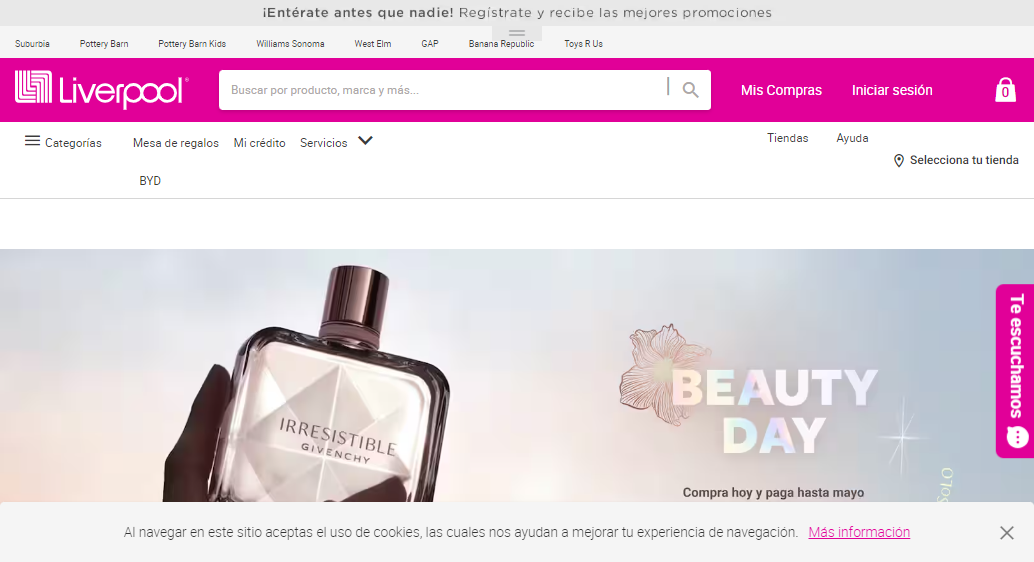 ¡Entérate antes que nadie! Regístrate y recibe las mejores promociones
Suburbia Pottery Barn Pottery Barn Kids Williams Sonoma West Elm GAP Banana Republic Toys R Us
Liverpool Buscar por producto, marca y más... Mis Compras Iniciar sesión 0
Categorías Mesa de regalos Mi crédito Servicios Tiendas Ayuda
Selecciona tu tienda
BYD
Te escuchamos
BEAUTY
DAY
IRRESISTIBLE
GIVENCHY
Compra hoy y paga hasta mayo
SOLO
Al navegar en este sitio aceptas el uso de cookies, las cuales nos ayudan a mejorar tu experiencia de navegación. Más información